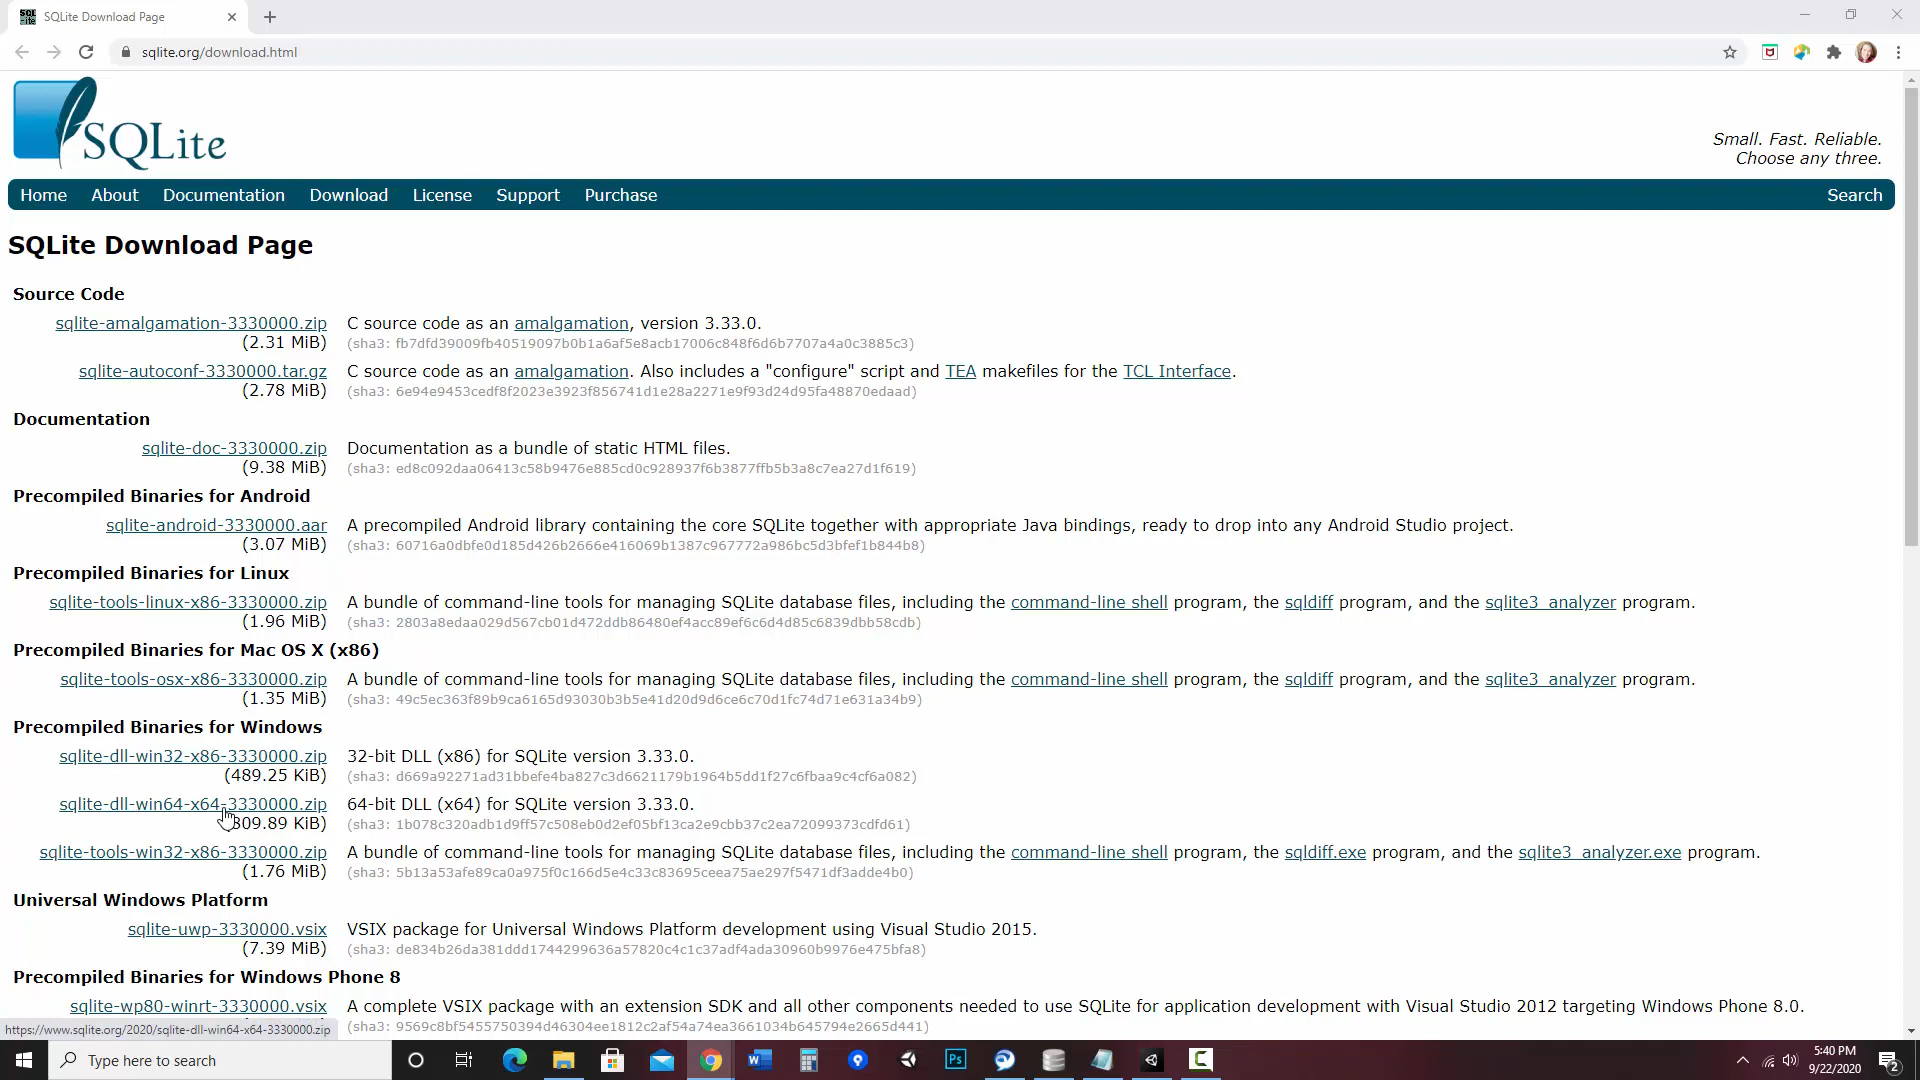 SQLite Download Page
sqlite.org/download.html
SQLite
Small. Fast. Reliable.
Choose any three.
Home About Documentation Download License Support Purchase Search
SQLite Download Page
Source Code
sqlite-amalgamation-3330000.zip C source code as an amalgamation, version 3.33.0.
(2.31 MiB) (sha3: fb7dfd39009fb40519097b0b1a6af5e8acb17006c848f6d6b7707a4a0c3885c3)
sqlite-autoconf-3330000.tar.gz C source code as an amalgamation. Also includes a "configure" script and TEA makefiles for the TCL Interface.
(2.78 MiB) (sha3: 6e94e9453cedf8f2023e3923f856741d1e28a2271e9f93d24d95fa48870edaad)
Documentation
sqlite-doc-3330000.zip Documentation as a bundle of static HTML files.
(9.38 MiB) (sha3: ed8c092daa06413c58b9476e885cd0c928937f6b3877ffb5b3a8c7ea27d1f619)
Precompiled Binaries for Android
sqlite-android-3330000.aar A precompiled Android library containing the core SQLite together with appropriate Java bindings, ready to drop into any Android Studio project.
(3.07 MiB) (sha3: 60716a0dbfe0d185d426b2666e416069b1387c967772a986bc5d3bfef1b844b8)
Precompiled Binaries for Linux
sqlite-tools-linux-x86-3330000.zip A bundle of command-line tools for managing SQLite database files, including the command-line shell program, the sqldiff program, and the sqlite3_analyzer program.
(1.96 MiB) (sha3: 2803a8edaa029d567cb01d472ddb86480ef4acc89ef6c6d4d85c6839dbb58cdb)
Precompiled Binaries for Mac OS X (x86)
sqlite-tools-osx-x86-3330000.zip A bundle of command-line tools for managing SQLite database files, including the command-line shell program, the sqldiff program, and the sqlite3_analyzer program.
(1.35 MiB) (sha3: 49c5ec363f89b9ca6165d93030b3b5e41d20d9d6ce6c70d1fc74d71e631a34b9)
Precompiled Binaries for Windows
sqlite-dll-win32-x86-3330000.zip 32-bit DLL (x86) for SQLite version 3.33.0.
(489.25 KiB) (sha3: d669a92271ad31bbefe4ba827c3d6621179b1964b5dd1f27c6fbaa9c4cf6a082)
sqlite-dll-win64-x64-3330000.zip 64-bit DLL (x64) for SQLite version 3.33.0.
809.89 KiB) (sha3: 1b078c320adb1d9ff57c508eb0d2ef05bf13ca2e9cbb37c2ea72099373cdfd61)
sqlite-tools-win32-x86-3330000.zip A bundle of command-line tools for managing SQLite database files, including the command-line shell program, the sqldiff.exe program, and the sqlite3_analyzer.exe program.
(1.76 MiB) (sha3: 5b13a53afe89ca0a975f0c166d5e4c33c83695ceea75ae297f5471df3adde4b0)
Universal Windows Platform
sqlite-uwp-3330000.vsix VSIX package for Universal Windows Platform development using Visual Studio 2015.
(7.39 MiB) (sha3: de834b26da381ddd1744299636a57820c4c1c37adf4ada30960b9976e475bfa8)
Precompiled Binaries for Windows Phone 8
sqlite-wp80-winrt-3330000.vsix A complete VSIX package with an extension SDK and all other components needed to use SQLite for application development with Visual Studio 2012 targeting Windows Phone 8.0.
(sha3: 9569c8bf5455750394d46304ee1812c2af54a74ea3661034b645794e2665d441)
https://www.sqlite.org/2020/sqlite-dll-win64-x64-3330000.zip
Type here to search
5:40 PM
9/22/2020
2